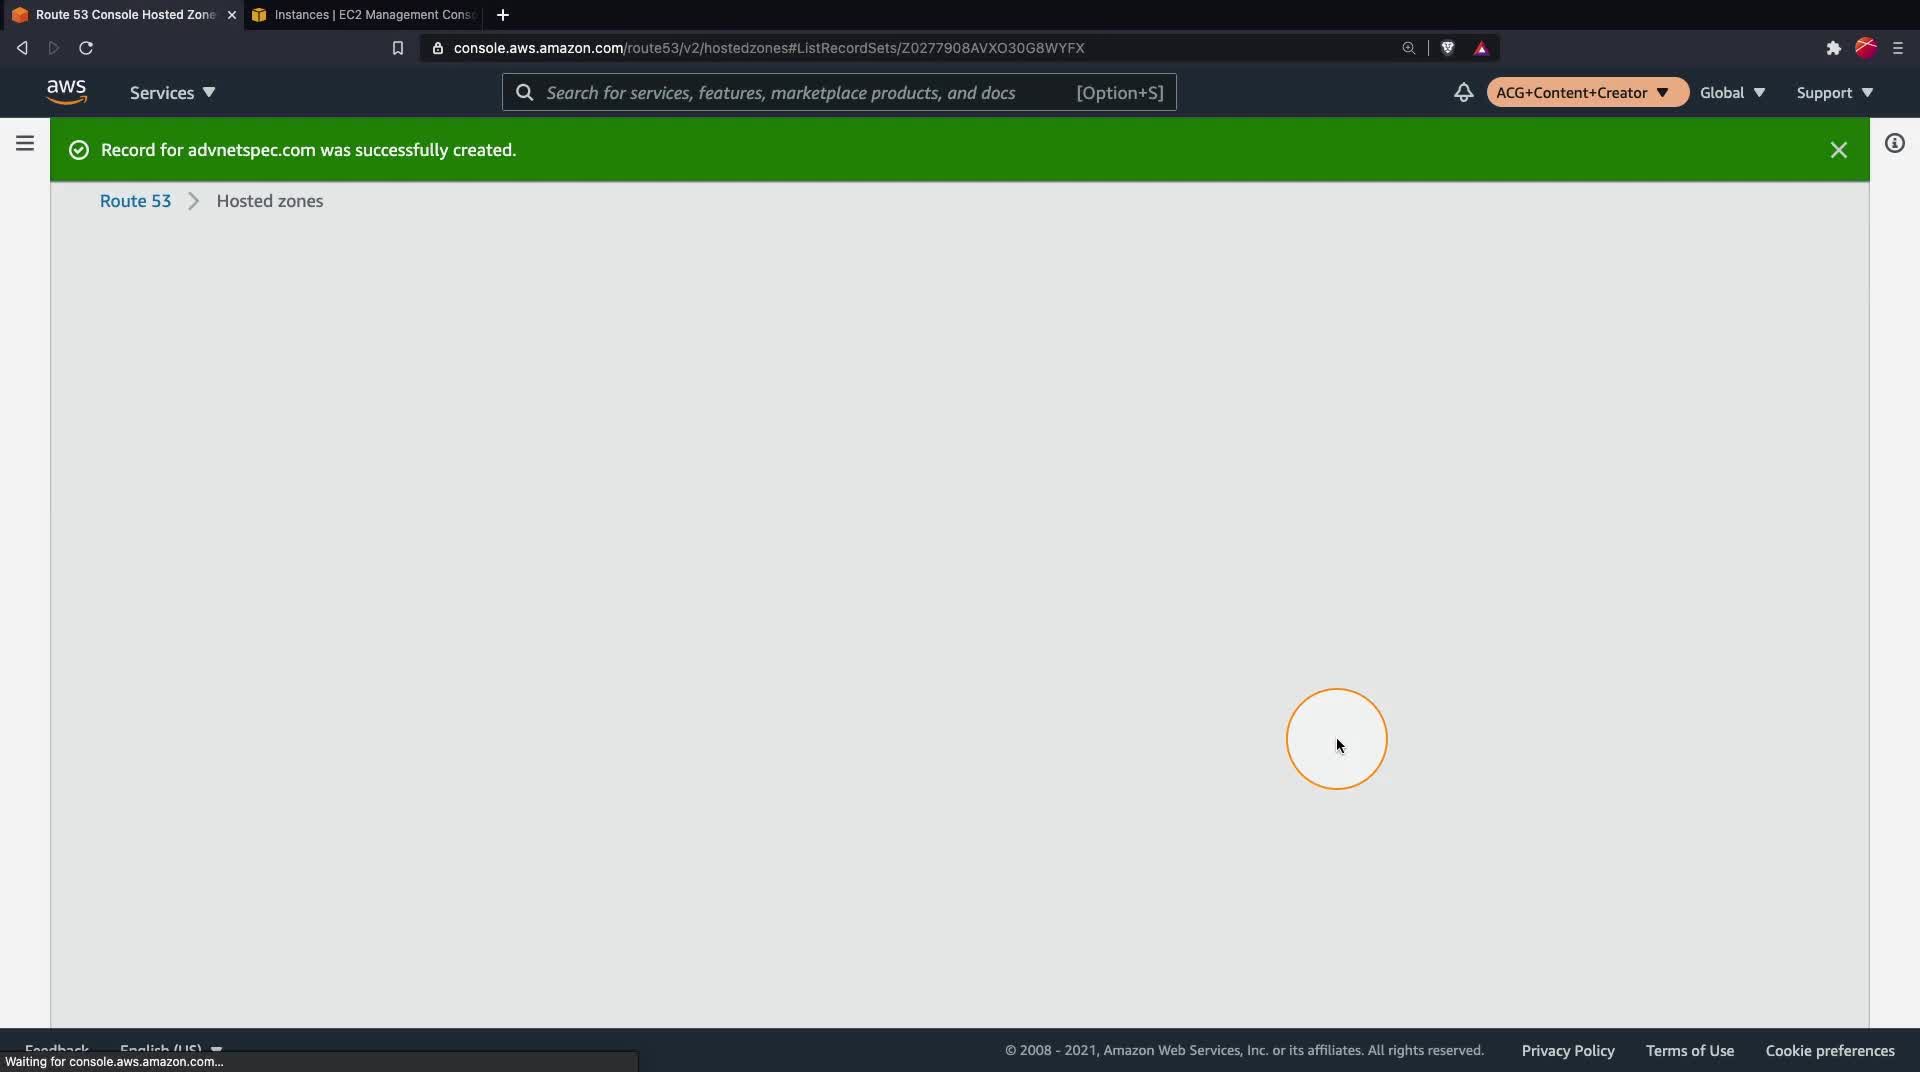 Route 53 Console Hosted Zone
Instances | EC2 Management Cons
console.aws.amazon.com/route53/v2/hostedzones#ListRecordSets/Z0277908AVXO30G8WYFX
aws
Services
Search for services, features, marketplace products, and docs
[Option+S]
ACG+Content+Creator
Global
Support
Record for advnetspec.com was successfully created.
Route 53
Hosted zones
Feedback
English (US)
© 2008 - 2021, Amazon Web Services, Inc. or its affiliates. All rights reserved.
Privacy Policy
Terms of Use
Cookie preferences
Waiting for console.aws.amazon.com...